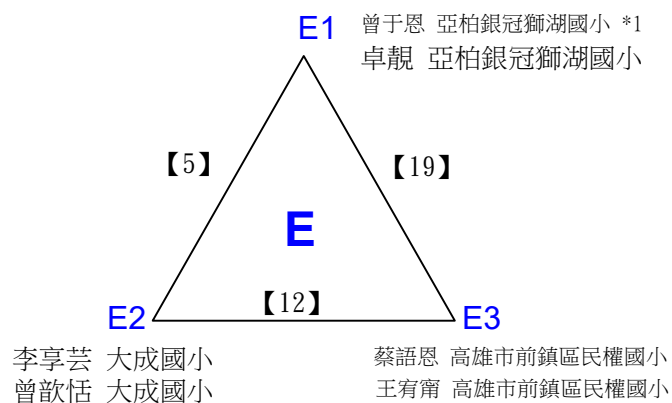 E1
曾于恩 亞柏銀冠獅湖國小 *1
卓靚 亞柏銀冠獅湖國小
【5】
【19】
E
【12】
E2
E3
李享芸 大成國小
曾歆恬 大成國小
蔡語恩 高雄市前鎮區民權國小
王宥甯 高雄市前鎮區民權國小